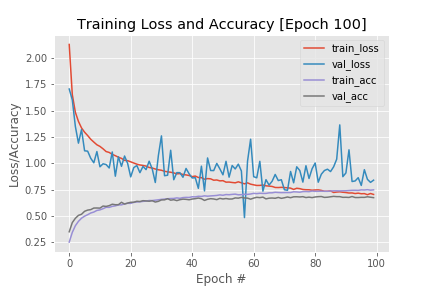 Training Loss and Accuracy [Epoch 100]
train_loss
val_loss
train_acc
val_acc
2.00
1.75
1.50
1.25
1.00
0.75
0.50
0.25
Loss/Accuracy
0 20 40 60 80 100
Epoch #